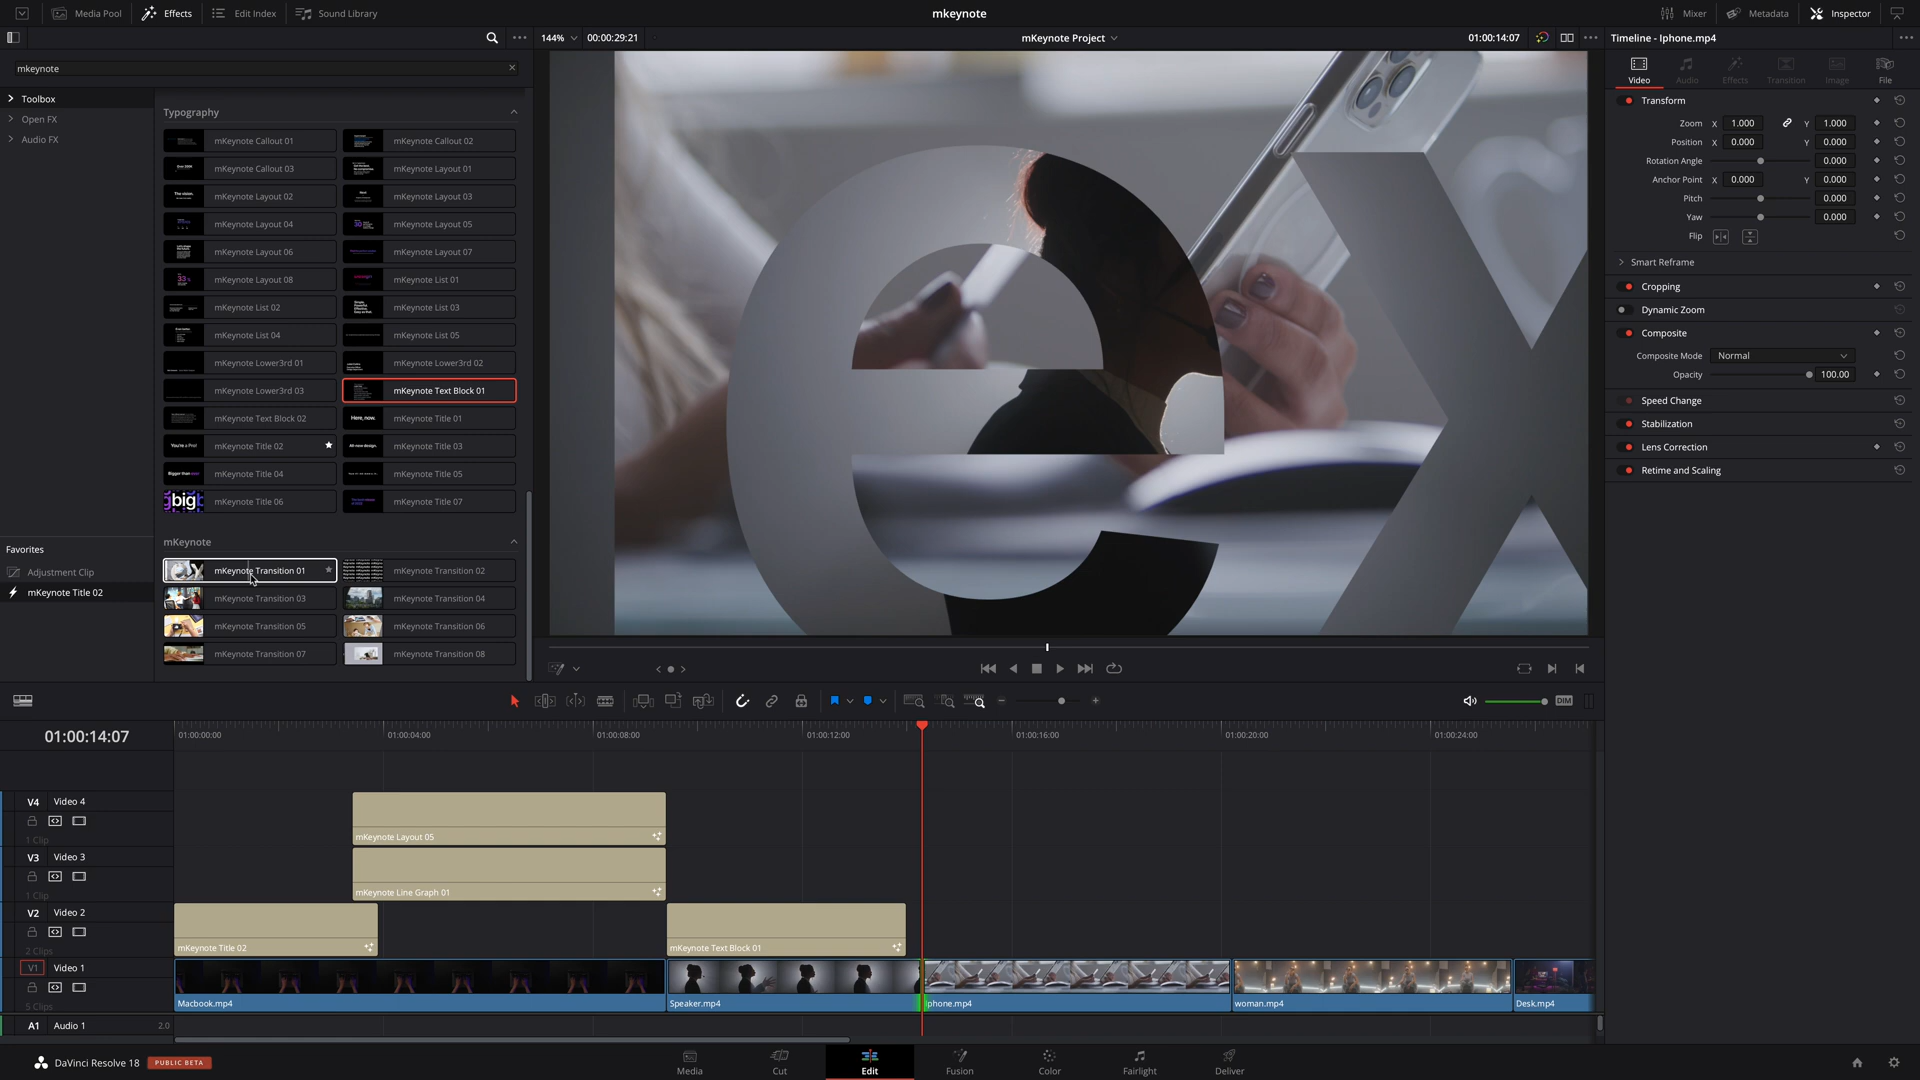 Media Pool
Effects
Edit Index
Sound Library
mkeynote
Mixer
Metadata
Inspector
144%
00:00:29:21
mKeynote Project
01:00:14:07
Timeline - Iphone.mp4
mkeynote
Toolbox
Open FX
Audio FX
Favorites
Adjustment Clip
mKeynote Title 02
Typography
mKeynote Callout 01
mKeynote Callout 02
mKeynote Callout 03
mKeynote Layout 01
mKeynote Layout 02
mKeynote Layout 03
mKeynote Layout 04
mKeynote Layout 05
mKeynote Layout 06
mKeynote Layout 07
mKeynote Layout 08
mKeynote List 01
mKeynote List 02
mKeynote List 03
mKeynote List 04
mKeynote List 05
mKeynote Lower3rd 01
mKeynote Lower3rd 02
mKeynote Lower3rd 03
mKeynote Text Block 01
mKeynote Text Block 02
Here, now.
mKeynote Title 01
You're a Pro!
mKeynote Title 02
All-new design.
mKeynote Title 03
Bigger than ever
mKeynote Title 04
mKeynote Title 05
big
mKeynote Title 06
mKeynote Title 07
mKeynote
mKeynote Transition 01
mKeynote Transition 02
mKeynote Transition 03
mKeynote Transition 04
mKeynote Transition 05
mKeynote Transition 06
mKeynote Transition 07
mKeynote Transition 08
ex
Video
Audio
Effects
Transition
Image
File
Transform
Zoom X 1.000 Y 1.000
Position X 0.000 Y 0.000
Rotation Angle 0.000
Anchor Point X 0.000 Y 0.000
Pitch 0.000
Yaw 0.000
Flip
Smart Reframe
Cropping
Dynamic Zoom
Composite
Composite Mode Normal
Opacity 100.00
Speed Change
Stabilization
Lens Correction
Retime and Scaling
DIM
01:00:14:07
01:00:00:00
01:00:04:00
01:00:08:00
01:00:12:00
01:00:16:00
01:00:20:00
01:00:24:00
V4 Video 4
1 Clip
mKeynote Layout 05
V3 Video 3
1 Clip
mKeynote Line Graph 01
V2 Video 2
2 Clips
mKeynote Title 02
mKeynote Text Block 01
V1 Video 1
5 Clips
Macbook.mp4
Speaker.mp4
Iphone.mp4
woman.mp4
Desk.mp4
A1 Audio 1 2.0
DaVinci Resolve 18
PUBLIC BETA
Media
Cut
Edit
Fusion
Color
Fairlight
Deliver